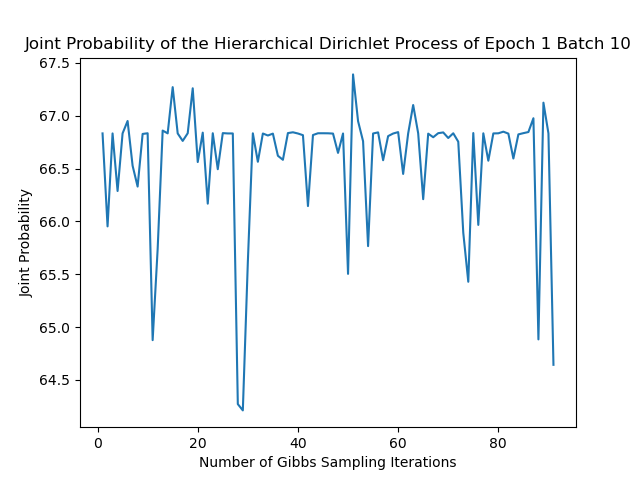 Joint Probability of the Hierarchical Dirichlet Process of Epoch 1 Batch 10
67.5
67.0
66.5
66.0
65.5
65.0
64.5
Joint Probability
0 20 40 60 80
Number of Gibbs Sampling Iterations